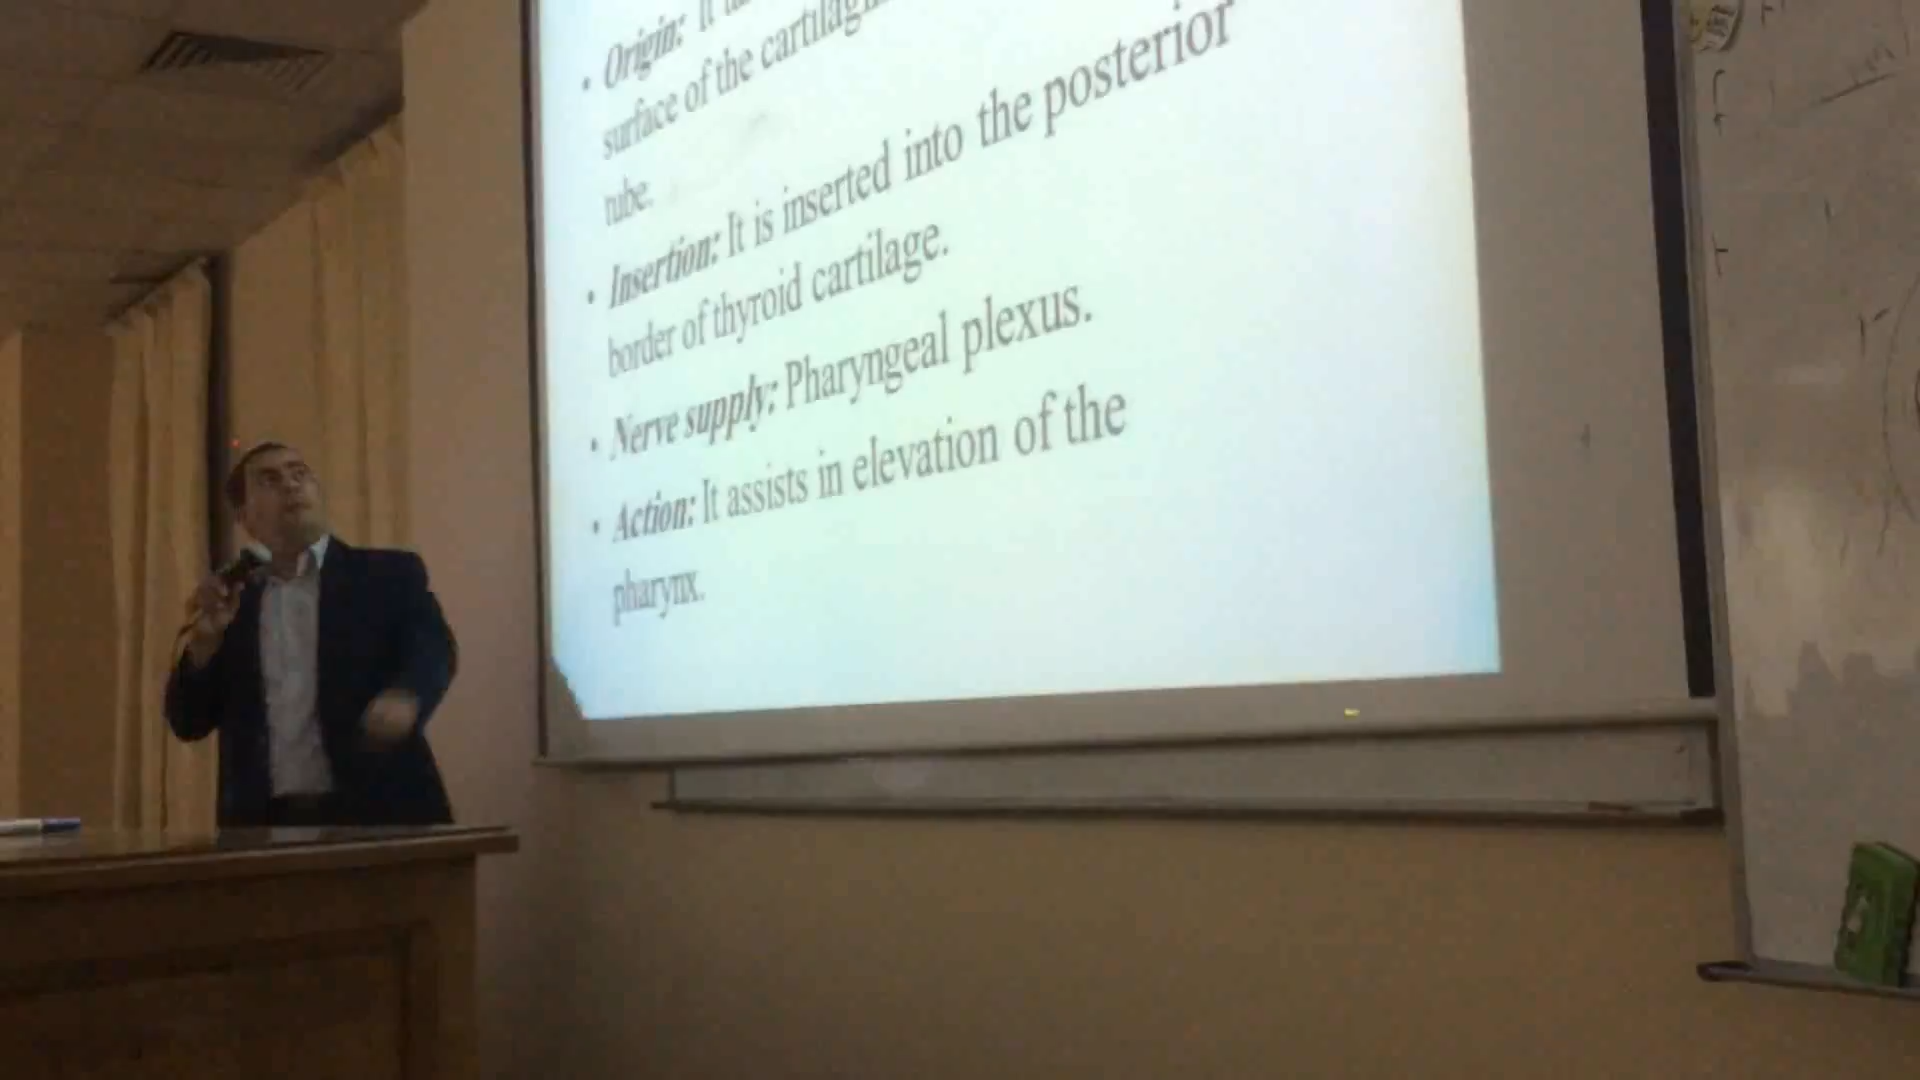 • Origin: It
surface of the
tube.
• Insertion: It is inserted into the posterior
border of thyroid cartilage.
• Nerve supply: Pharyngeal plexus.
• Action: It assists in elevation of the
pharynx.